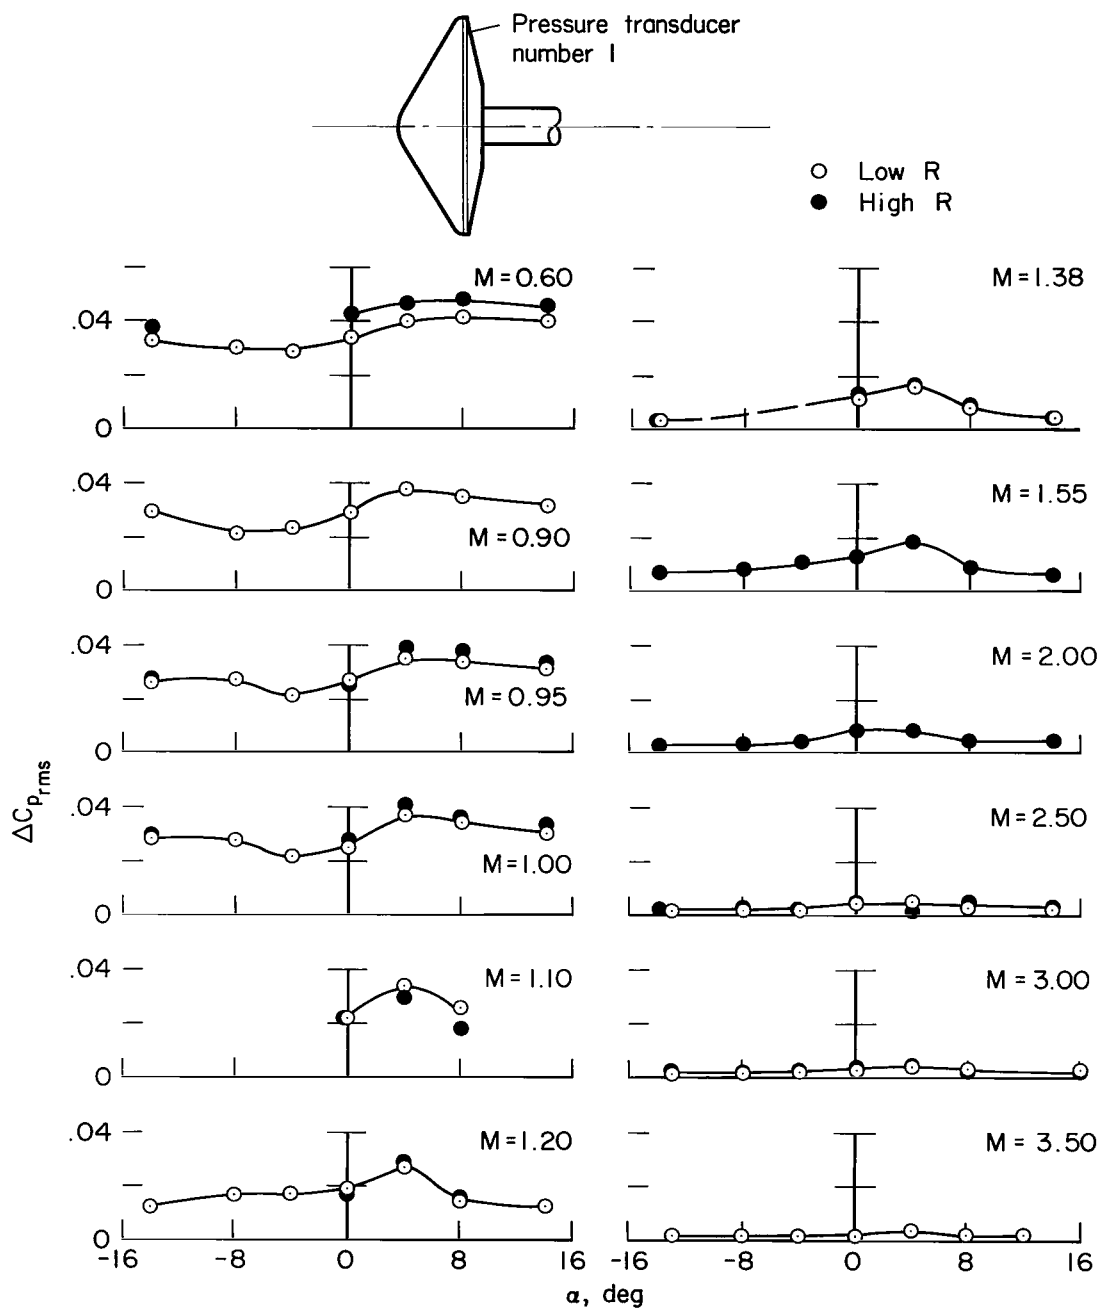 Pressure transducer
number 1
Low R
High R
M = 0.60
.04
0
M = 1.38
.04
0
M = 0.90
M = 1.55
.04
0
M = 0.95
M = 2.00
.04
0
M = 1.00
M = 2.50
ΔCprms
.04
0
M = 1.10
M = 3.00
.04
0
M = 1.20
M = 3.50
-16 -8 0 8 16
-16 -8 0 8 16
α, deg